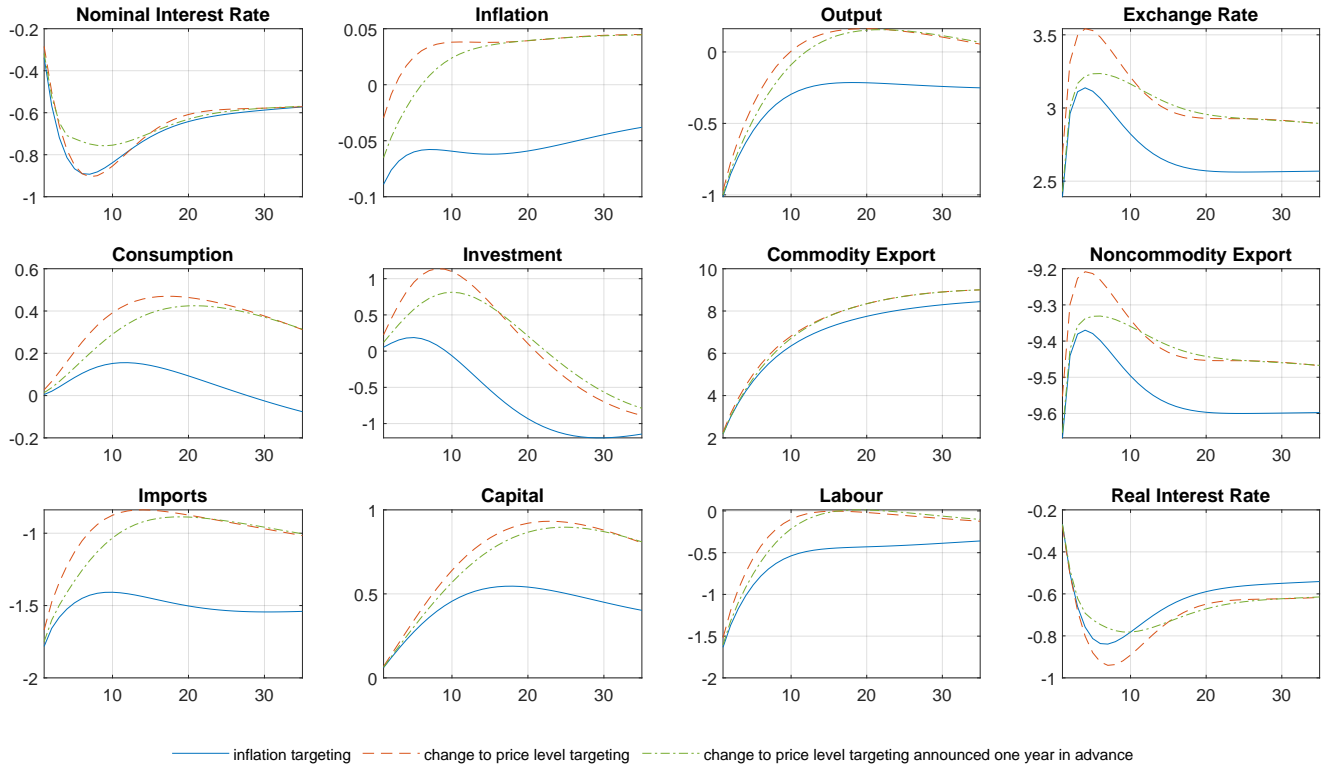 Nominal Interest Rate
-0.2
-0.4
-0.6
-0.8
-1
10 20 30
Inflation
0.05
0
-0.05
-0.1
10 20 30
Output
0
-0.5
-1
10 20 30
Exchange Rate
3.5
3
2.5
10 20 30
Consumption
0.6
0.4
0.2
0
-0.2
10 20 30
Investment
1
0.5
0
-0.5
-1
10 20 30
Commodity Export
10
8
6
4
2
10 20 30
Noncommodity Export
-9.2
-9.3
-9.4
-9.5
-9.6
10 20 30
Imports
-1
-1.5
-2
10 20 30
Capital
1
0.5
0
10 20 30
Labour
0
-0.5
-1
-1.5
-2
10 20 30
Real Interest Rate
-0.2
-0.4
-0.6
-0.8
-1
10 20 30
inflation targeting change to price level targeting change to price level targeting announced one year in advance